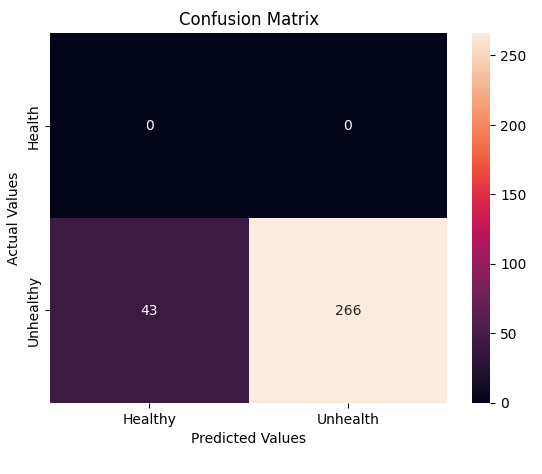 Confusion Matrix
Actual Values
Health
Unhealthy
0 0
43 266
Healthy Unhealth
Predicted Values
250
200
150
100
50
0